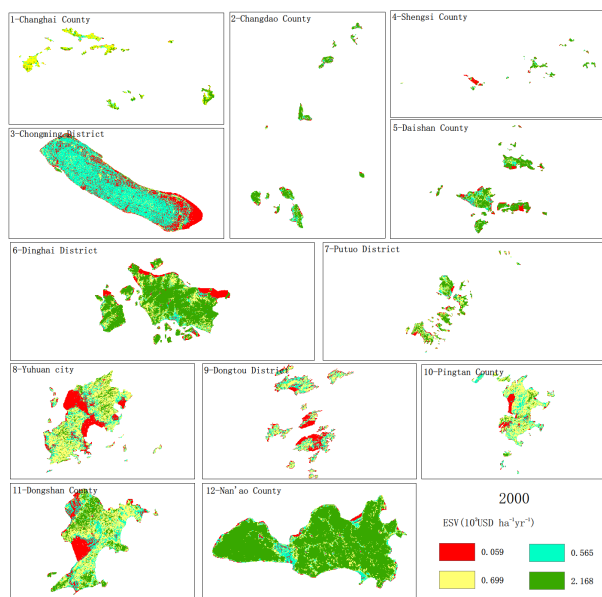 1-Changhai County
2-Changdao County
4-Shengsi County
3-Chongming District
5-Daishan County
6-Dinghai District
7-Putuo District
8-Yuhuan city
9-Dongtou District
10-Pingtan County
11-Dongshan County
12-Nan'ao County
2000
ESV(10³USD ha⁻¹yr⁻¹)
0.059 0.565
0.699 2.168